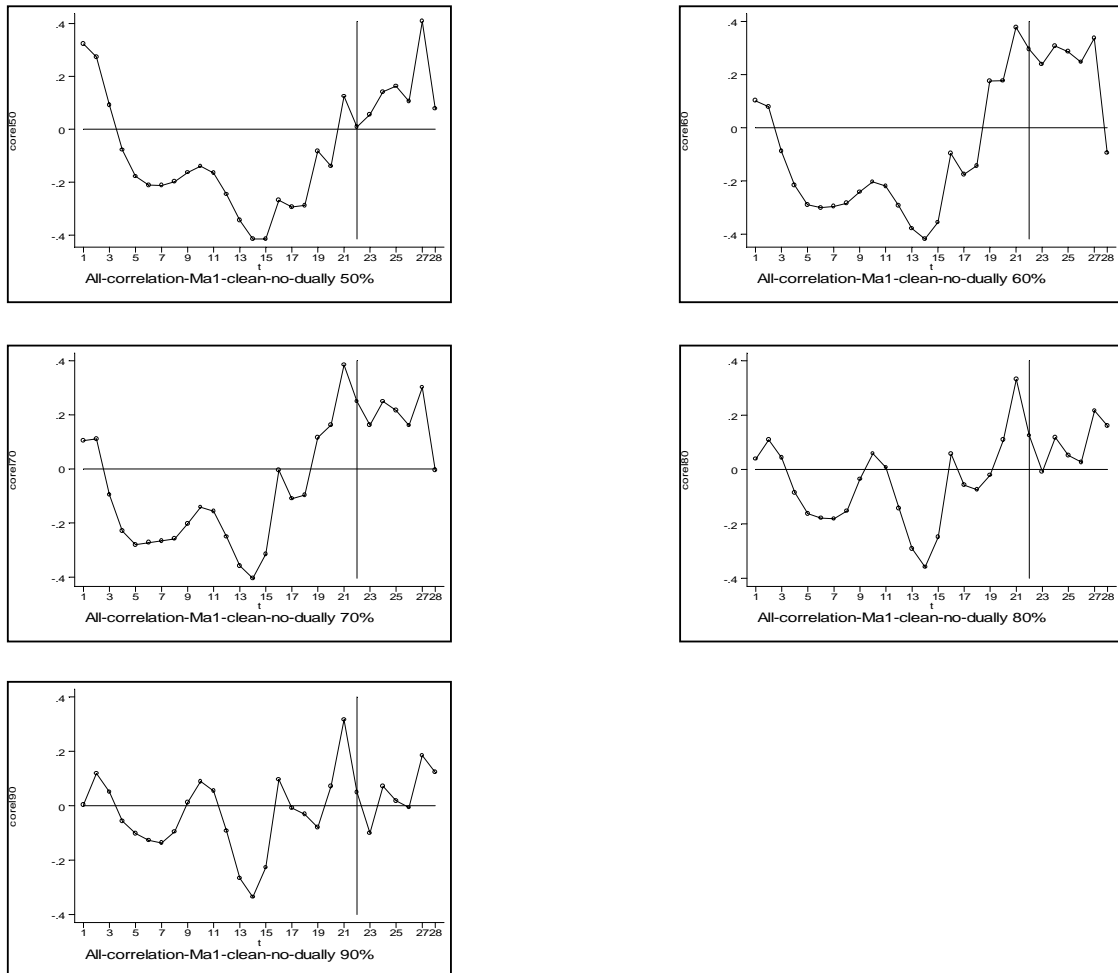 corel50
.4
.2
0
-.2
-.4
1 3 5 7 9 11 13 15 17 19 21 23 25 2728
t
All-correlation-Ma1-clean-no-dually 50%
corel60
.4
.2
0
-.2
-.4
1 3 5 7 9 11 13 15 17 19 21 23 25 2728
t
All-correlation-Ma1-clean-no-dually 60%
corel70
.4
.2
0
-.2
-.4
1 3 5 7 9 11 13 15 17 19 21 23 25 2728
t
All-correlation-Ma1-clean-no-dually 70%
corel80
.4
.2
0
-.2
-.4
1 3 5 7 9 11 13 15 17 19 21 23 25 2728
t
All-correlation-Ma1-clean-no-dually 80%
corel90
.4
.2
0
-.2
-.4
1 3 5 7 9 11 13 15 17 19 21 23 25 2728
t
All-correlation-Ma1-clean-no-dually 90%